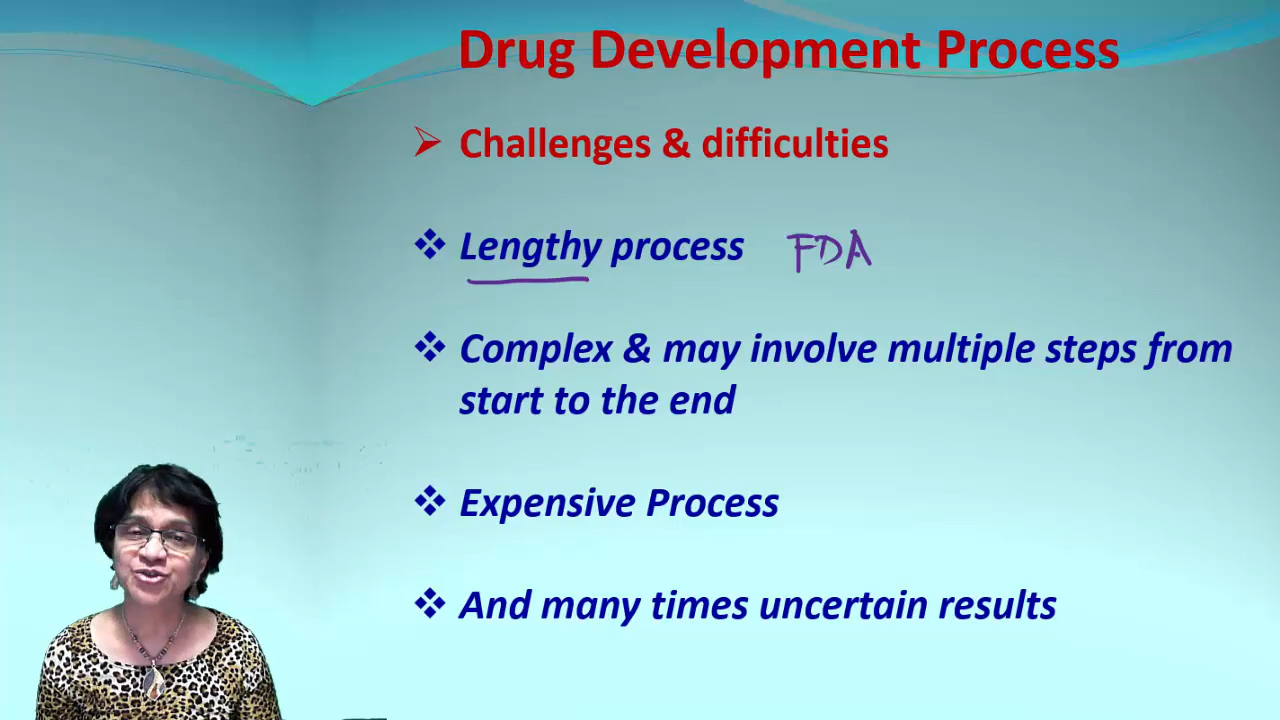 Drug Development Process
Challenges & difficulties
Lengthy process FDA
Complex & may involve multiple steps from
start to the end
Expensive Process
And many times uncertain results